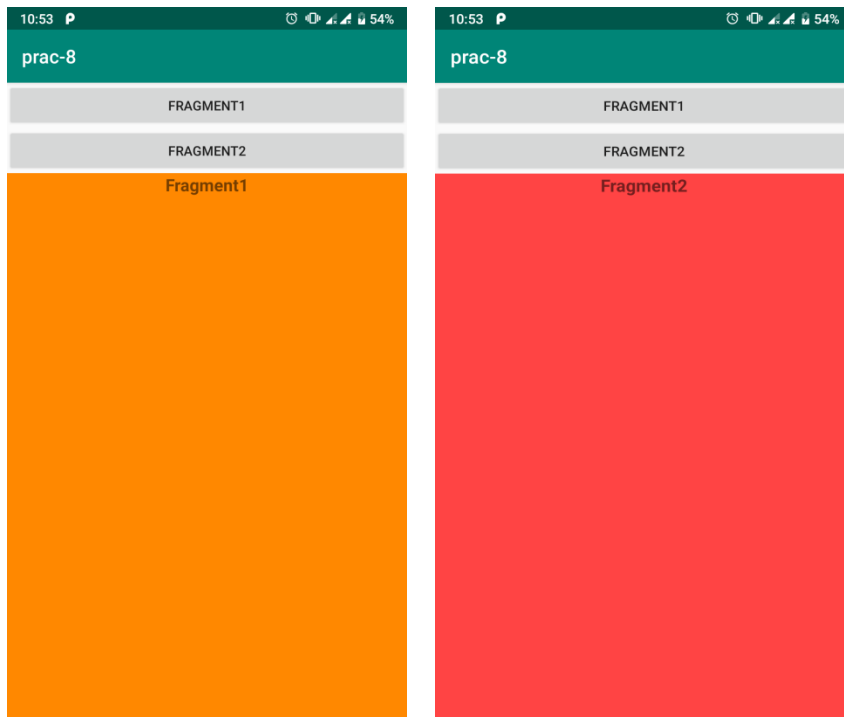 10:53 54%
prac-8
FRAGMENT1
FRAGMENT2
Fragment1
10:53 54%
prac-8
FRAGMENT1
FRAGMENT2
Fragment2